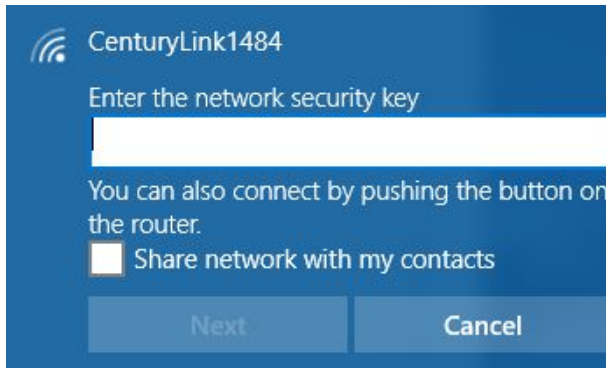 CenturyLink1484
Enter the network security key
You can also connect by pushing the button on
the router.
Share network with my contacts
Next
Cancel